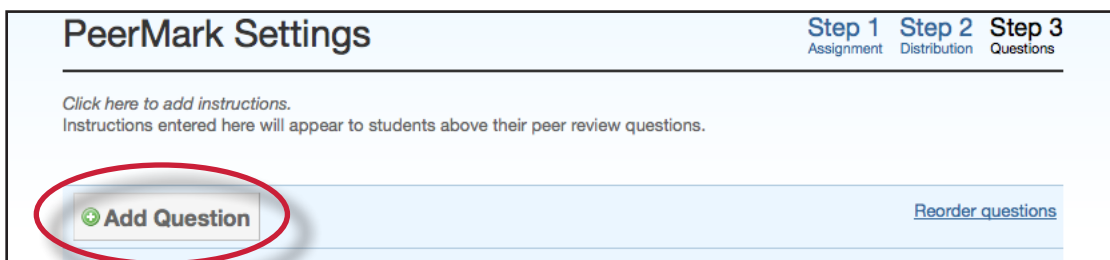 PeerMark Settings
Step 1 Step 2 Step 3
Assignment Distribution Questions
Click here to add instructions.
Instructions entered here will appear to students above their peer review questions.
Add Question
Reorder questions